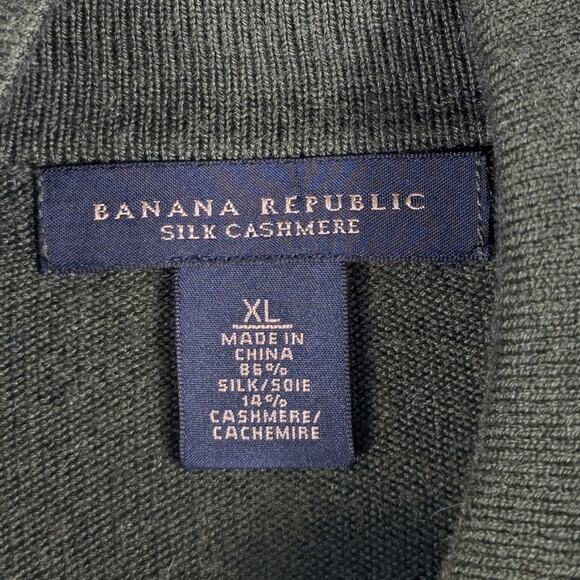 BANANA REPUBLIC
SILK CASHMERE
XL
MADE IN
CHINA
86%
SILK/SOIE
14%
CASHMERE/
CACHEMIRE